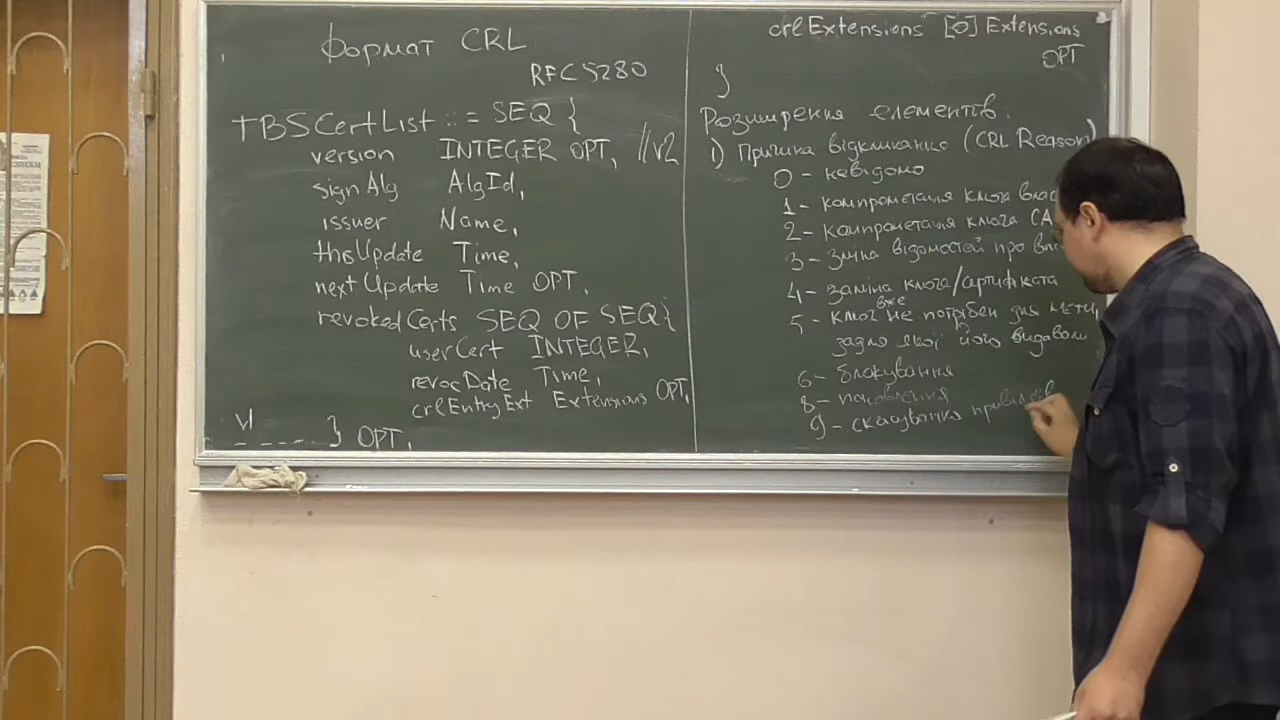 Формат CRL
RFC 5280
TBSCertList ::= SEQ {
version INTEGER OPT, //v2
signAlg AlgId,
issuer Name,
thisUpdate Time,
nextUpdate Time OPT,
revokedCerts SEQ OF SEQ{
userCert INTEGER,
revocDate Time,
crlEntryExt Extensions OPT,
} OPT,
crlExtensions [0] Extensions
OPT
}
Розширення елементів.
1) Причина відкликання (CRL Reason)
0 - невідомо
1 - компрометація ключа влас
2 - компрометація ключа CA
3 - зміна відомостей про
4 - заміна ключа/сертифіката
5 - ключ вже не потрібен для мети,
задля якої його видавали
6 - блокування
8 - поновлення
9 - скасування привілеїв